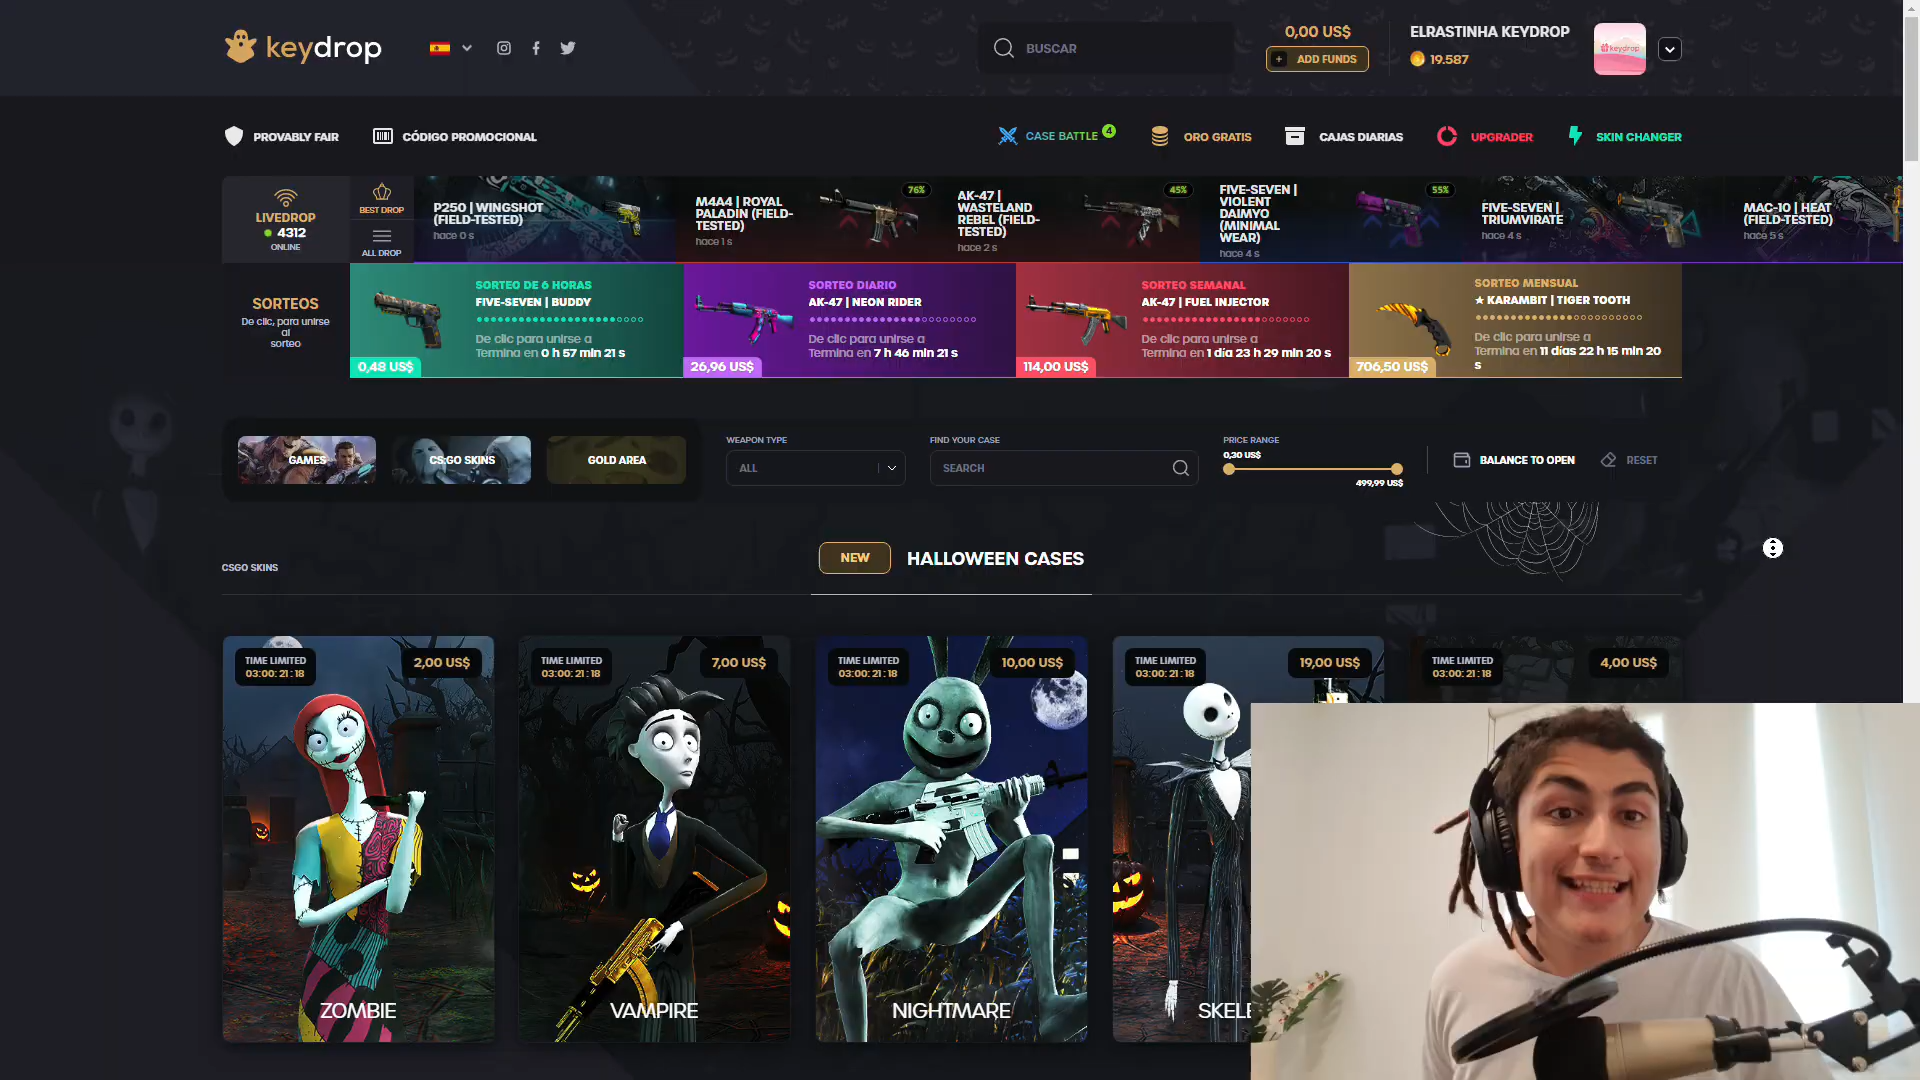 keydrop
BUSCAR
0,00 US$
+ ADD FUNDS
ELRASTINHA KEYDROP
19.587
keydrop
PROVABLY FAIR
CÓDIGO PROMOCIONAL
CASE BATTLE 4
ORO GRATIS
CAJAS DIARIAS
UPGRADER
SKIN CHANGER
LIVEDROP
4312
ONLINE
BEST DROP
ALL DROP
P250 | WINGSHOT
(FIELD-TESTED)
hace 0 s
M4A4 | ROYAL
PALADIN (FIELD-
TESTED)
hace 1 s
76%
AK-47 |
WASTELAND
REBEL (FIELD-
TESTED)
hace 2 s
45%
FIVE-SEVEN |
VIOLENT
DAIMYO
(MINIMAL
WEAR)
hace 4 s
55%
FIVE-SEVEN |
TRIUMVIRATE
hace 4 s
MAC-10 | HEAT
(FIELD-TESTED)
hace 5 s
SORTEOS
De clic, para unirse
al
sorteo
SORTEO DE 6 HORAS
FIVE-SEVEN | BUDDY
De clic para unirse a
Termina en 0 h 57 min 21 s
0,48 US$
SORTEO DIARIO
AK-47 | NEON RIDER
De clic para unirse a
Termina en 7 h 46 min 21 s
26,96 US$
SORTEO SEMANAL
AK-47 | FUEL INJECTOR
De clic para unirse a
Termina en 1 día 23 h 29 min 20 s
114,00 US$
SORTEO MENSUAL
★ KARAMBIT | TIGER TOOTH
De clic para unirse a
Termina en 11 días 22 h 15 min 20
s
706,50 US$
GAMES
CS:GO SKINS
GOLD AREA
WEAPON TYPE
ALL
FIND YOUR CASE
SEARCH
PRICE RANGE
0,30 US$
499,99 US$
BALANCE TO OPEN
RESET
CSGO SKINS
NEW
HALLOWEEN CASES
TIME LIMITED
03:00: 21 : 18
2,00 US$
ZOMBIE
TIME LIMITED
03:00: 21 : 18
7,00 US$
VAMPIRE
TIME LIMITED
03:00: 21 : 18
10,00 US$
NIGHTMARE
TIME LIMITED
03:00: 21 : 18
19,00 US$
SKELE
TIME LIMITED
03:00: 21 : 18
4,00 US$